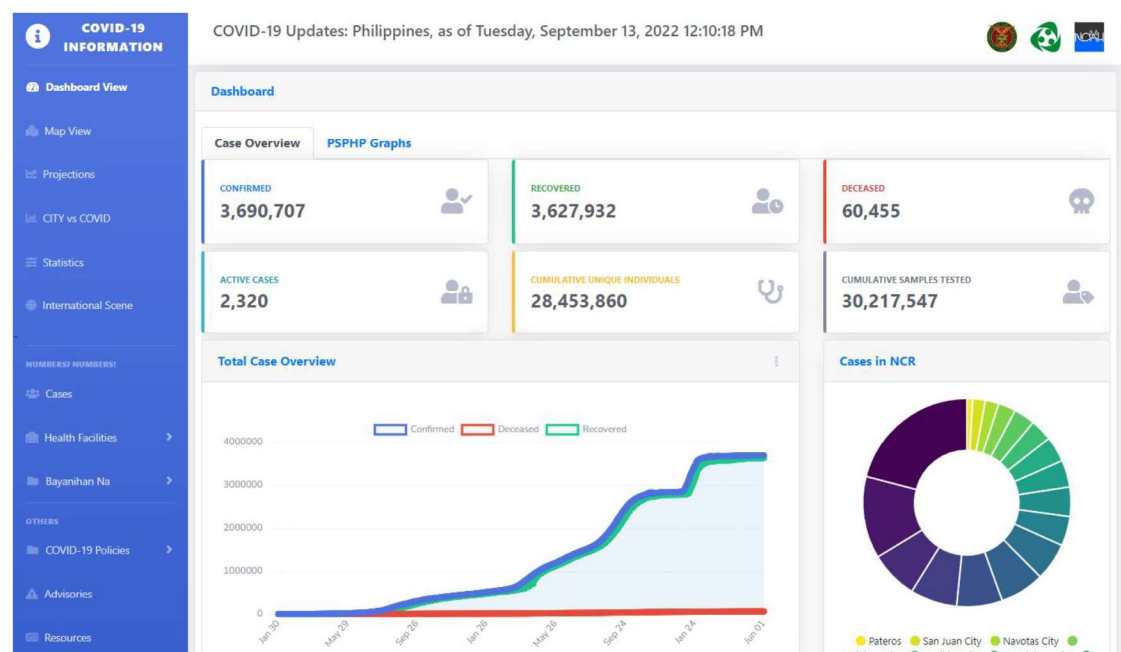 COVID-19
INFORMATION
COVID-19 Updates: Philippines, as of Tuesday, September 13, 2022 12:10:18 PM
Dashboard View
Map View
Projections
CITY vs COVID
Statistics
International Scene
NUMBERS! NUMBERS!
Cases
Health Facilities
Bayanihan Na
OTHERS
COVID-19 Policies
Advisories
Resources
Dashboard
Case Overview PSPHP Graphs
CONFIRMED
3,690,707
RECOVERED
3,627,932
DECEASED
60,455
ACTIVE CASES
2,320
CUMULATIVE UNIQUE INDIVIDUALS
28,453,860
CUMULATIVE SAMPLES TESTED
30,217,547
Total Case Overview
Confirmed Deceased Recovered
4000000
3000000
2000000
1000000
0
Jan 30 May 29 Sep 26 Jan 26 May 26 Sep 24 Jan 24 Jun 01
Cases in NCR
Pateros San Juan City Navotas City